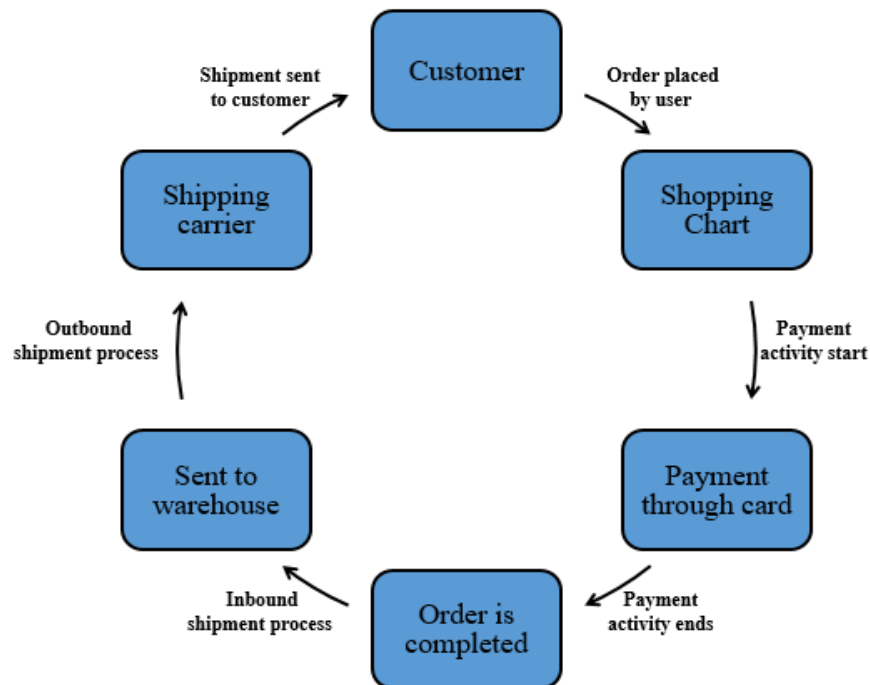 Customer
Order placed
by user
Shopping
Chart
Payment
activity start
Payment
through card
Payment
activity ends
Order is
completed
Inbound
shipment process
Sent to
warehouse
Outbound
shipment process
Shipping
carrier
Shipment sent
to customer